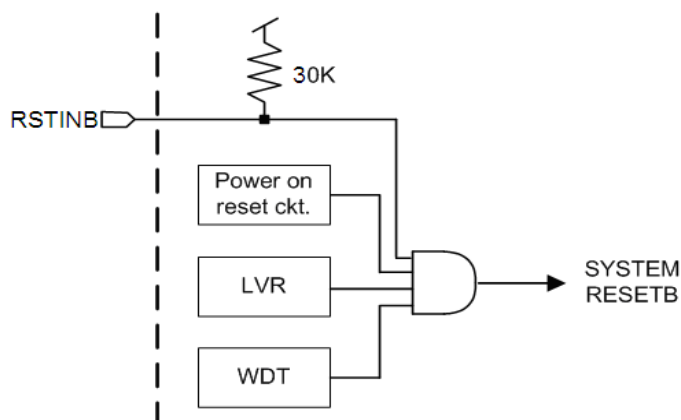 30K
RSTINB
Power on
reset ckt.
LVR
WDT
SYSTEM
RESETB